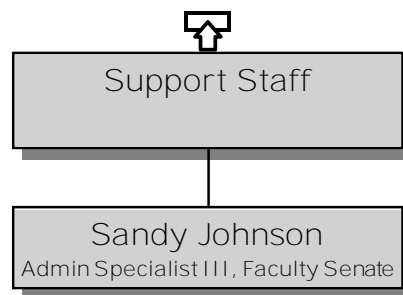 Support Staff
Sandy Johnson
Admin Specialist III, Faculty Senate